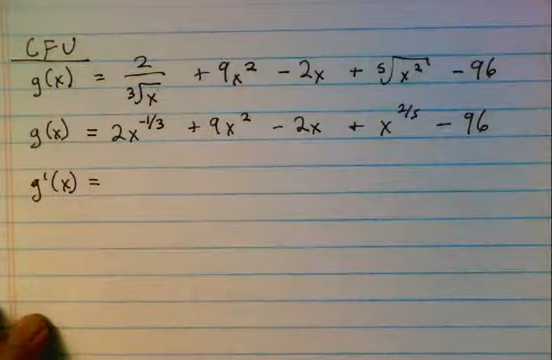 CFU
g(x) = 2/∛x + 9x² - 2x + ⁵√x² - 96
g(x) = 2x^-1/3 + 9x² - 2x + x^2/5 - 96
g'(x) =